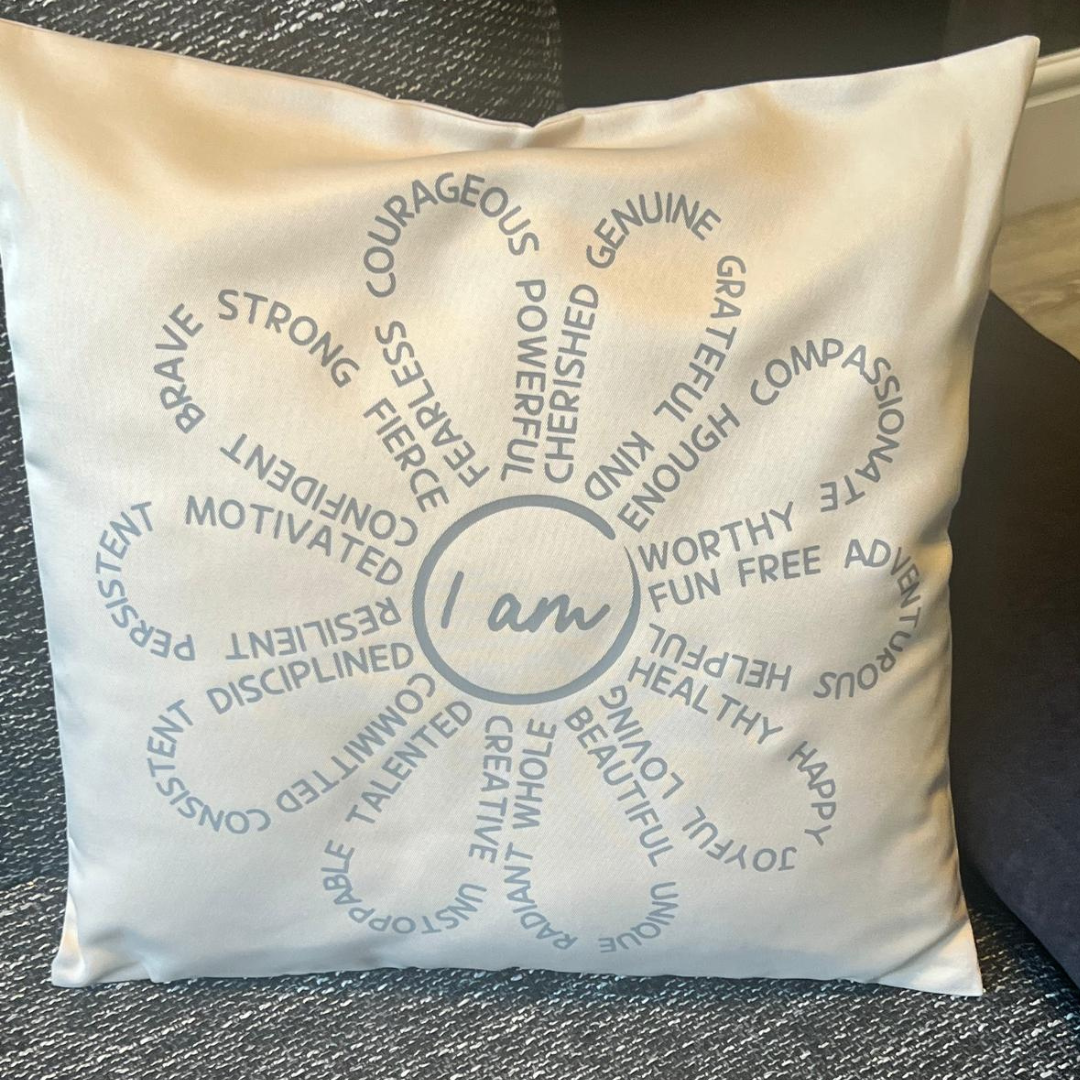 I am
CHERISHED GENUINE GRATEFUL KIND
ENOUGH COMPASSIONATE WORTHY
FUN FREE ADVENTUROUS HELPFUL
HEALTHY HAPPY JOYFUL LOVING
BEAUTIFUL UNIQUE RADIANT WHOLE
CREATIVE UNSTOPPABLE TALENTED
COMMITTED CONSISTENT DISCIPLINED
RESILIENT PERSISTENT MOTIVATED
CONFIDENT BRAVE STRONG FIERCE
FEARLESS COURAGEOUS POWERFUL